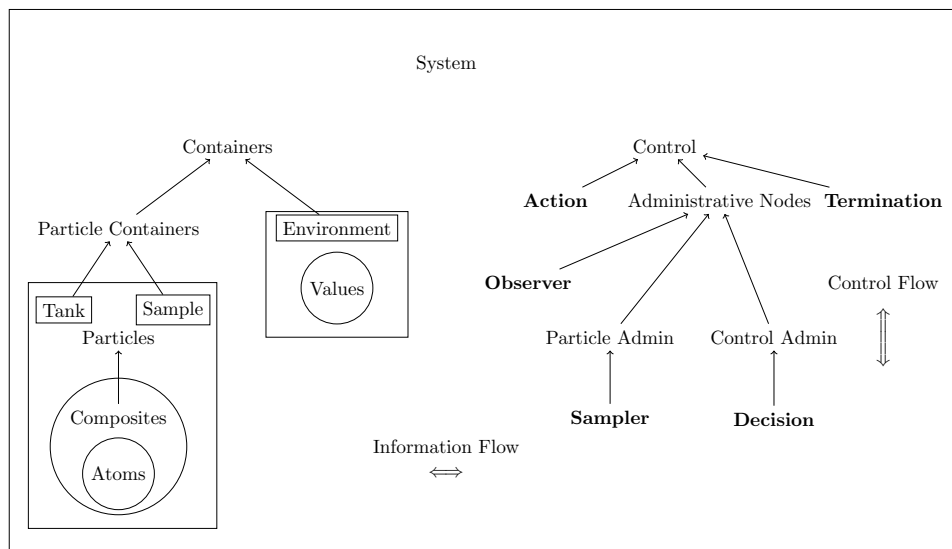 System
Containers
Control
Action
Administrative Nodes
Termination
Particle Containers
Environment
Observer
Control Flow
Values
Tank
Sample
Particles
Particle Admin
Control Admin
Composites
Sampler
Decision
Information Flow
Atoms